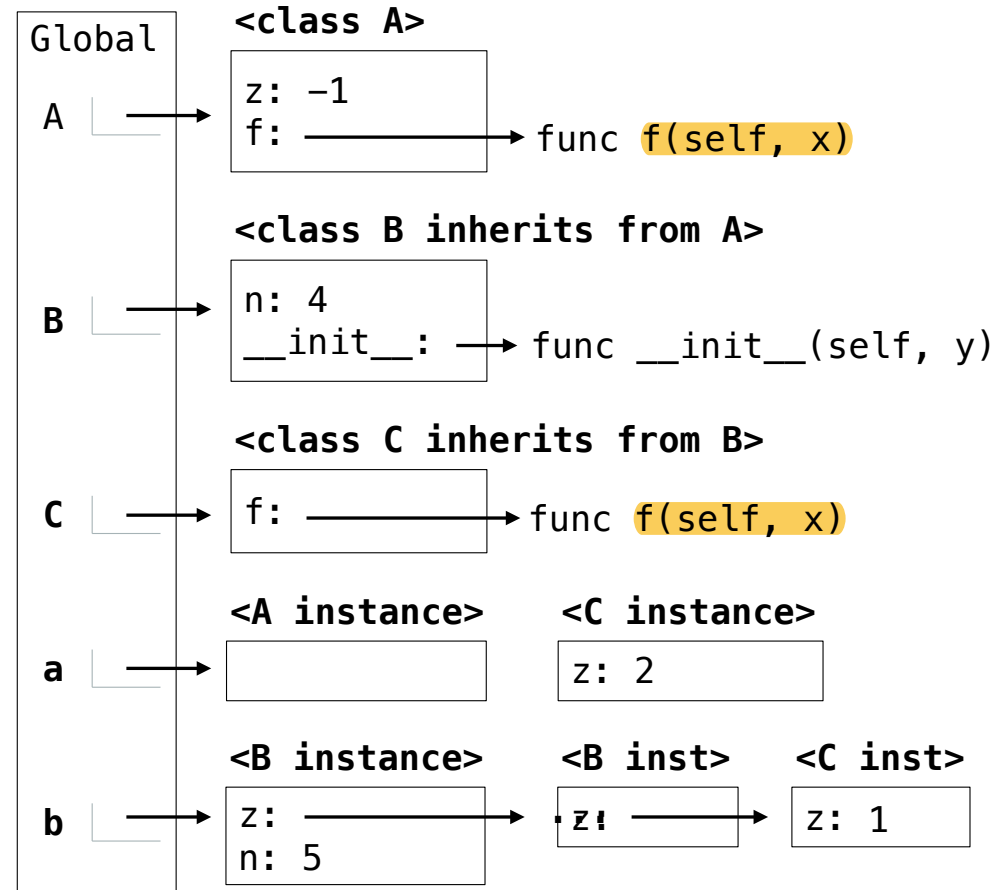 Global
<class A>
A
z: −1
f:
func f(self, x)
<class B inherits from A>
B
n: 4
__init__:
func __init__(self, y)
<class C inherits from B>
C
f:
func f(self, x)
<A instance>
<C instance>
a
z: 2
<B instance>
<B inst>
<C inst>
b
z:
...
z:
z: 1
n: 5